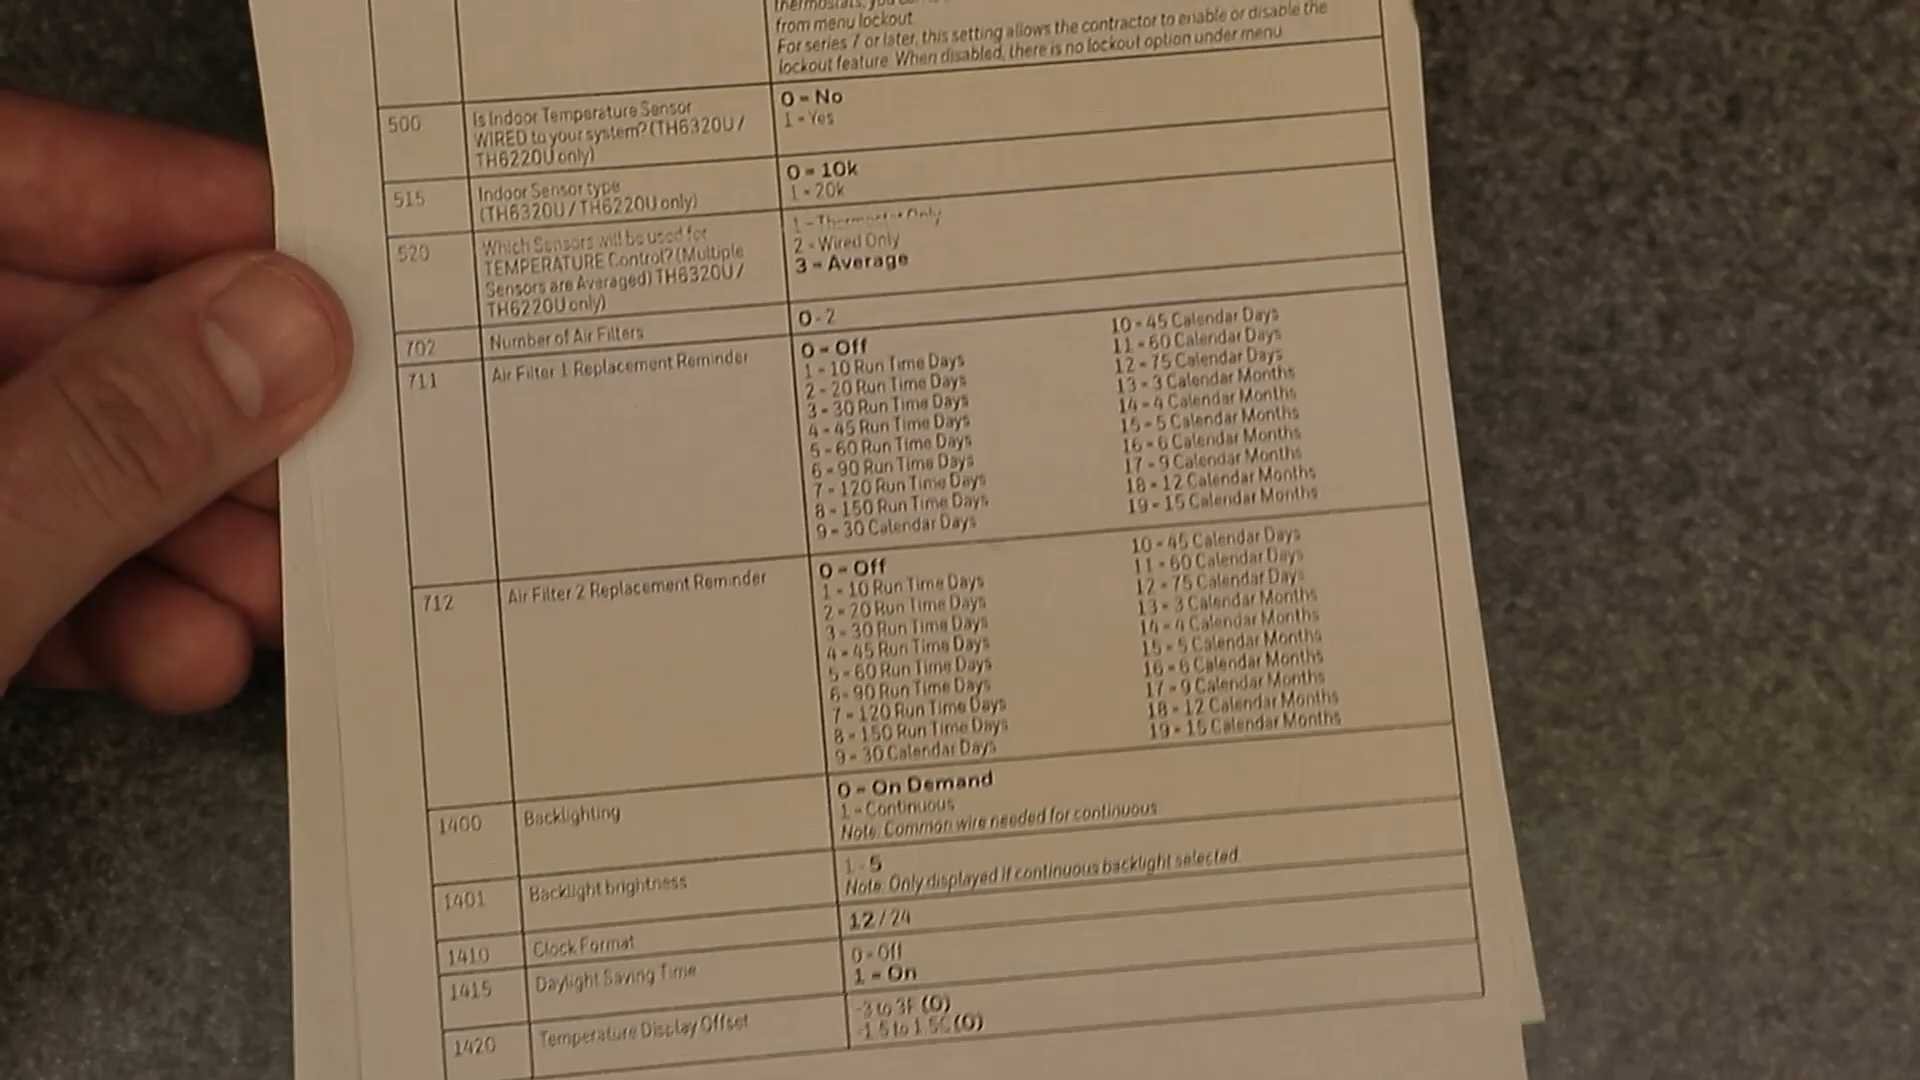 thermostats, you
from menu lockout.
For series 7 or later, this setting allows the contractor to enable or disable the
lockout feature. When disabled, there is no lockout option under menu.
500
Is Indoor Temperature Sensor
WIRED to your system? (TH6320U /
TH6220U only)
0 = No
1 = Yes
515
Indoor Sensor type
(TH6320U / TH6220U only)
0 = 10k
1 = 20k
520
Which Sensors will be used for
TEMPERATURE Control? (Multiple
Sensors are Averaged) TH6320U /
TH6220U only)
1 = Thermostat Only
2 = Wired Only
3 = Average
702
Number of Air Filters
0 - 2
711
Air Filter 1 Replacement Reminder
0 = Off
1 = 10 Run Time Days
2 = 20 Run Time Days
3 = 30 Run Time Days
4 = 45 Run Time Days
5 = 60 Run Time Days
6 = 90 Run Time Days
7 = 120 Run Time Days
8 = 150 Run Time Days
9 = 30 Calendar Days
10 = 45 Calendar Days
11 = 60 Calendar Days
12 = 75 Calendar Days
13 = 3 Calendar Months
14 = 4 Calendar Months
15 = 5 Calendar Months
16 = 6 Calendar Months
17 = 9 Calendar Months
18 = 12 Calendar Months
19 = 15 Calendar Months
712
Air Filter 2 Replacement Reminder
0 = Off
1 = 10 Run Time Days
2 = 20 Run Time Days
3 = 30 Run Time Days
4 = 45 Run Time Days
5 = 60 Run Time Days
6 = 90 Run Time Days
7 = 120 Run Time Days
8 = 150 Run Time Days
9 = 30 Calendar Days
10 = 45 Calendar Days
11 = 60 Calendar Days
12 = 75 Calendar Days
13 = 3 Calendar Months
14 = 4 Calendar Months
15 = 5 Calendar Months
16 = 6 Calendar Months
17 = 9 Calendar Months
18 = 12 Calendar Months
19 = 15 Calendar Months
1400
Backlighting
0 = On Demand
1 = Continuous
Note: Common wire needed for continuous.
1401
Backlight brightness
1 - 5
Note: Only displayed if continuous backlight selected.
1410
Clock Format
12 / 24
1415
Daylight Saving Time
0 = Off
1 = On
1420
Temperature Display Offset
-3 to 3F (0)
-1.5 to 1.5C (0)